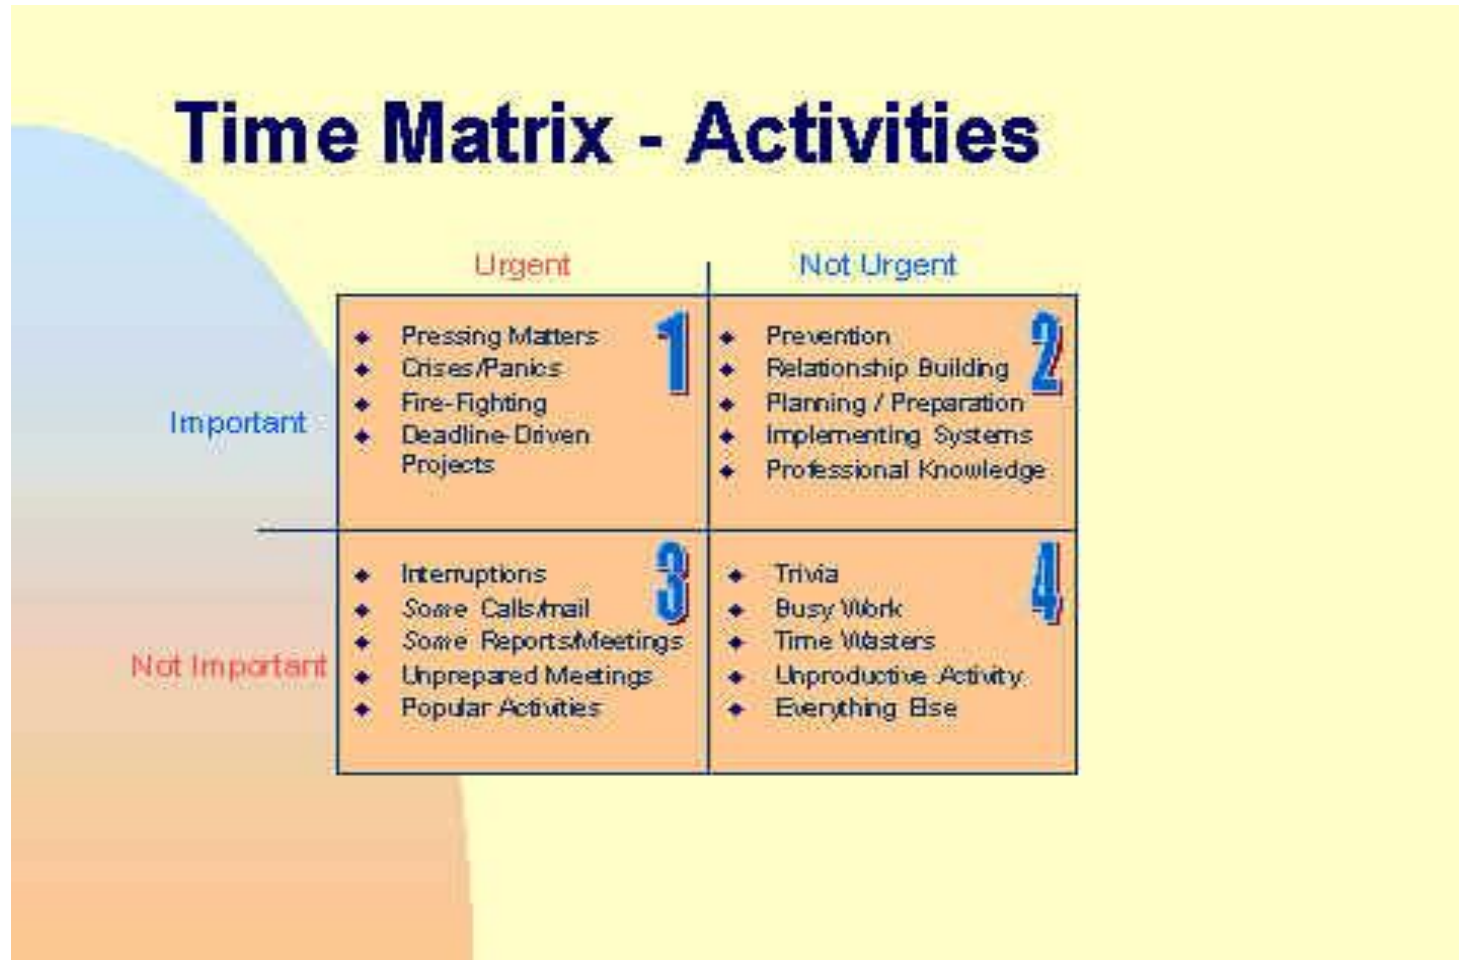 Time Matrix - Activities
Urgent
Not Urgent
Important
Not Important
1
Pressing Matters
Crises/Panics
Fire-Fighting
Deadline-Driven
Projects
2
Prevention
Relationship Building
Planning / Preparation
Implementing Systems
Professional Knowledge
3
Interruptions
Some Calls/mail
Some Reports/Meetings
Unprepared Meetings
Popular Activities
4
Trivia
Busy Work
Time Wasters
Unproductive Activity
Everything Else